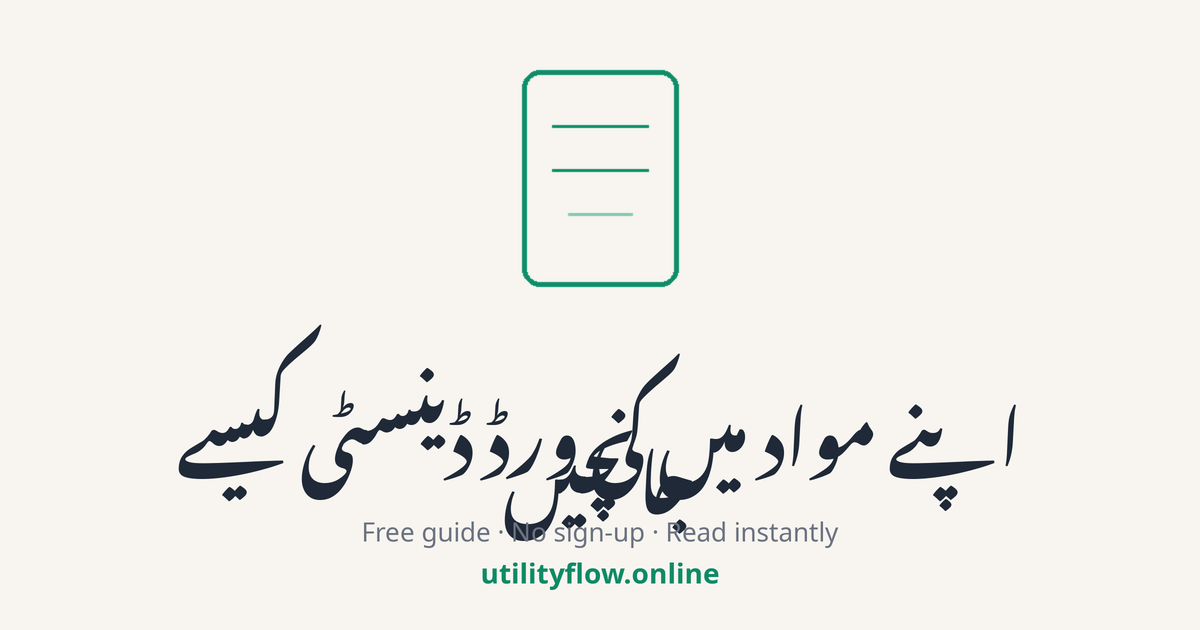 اپنے مواد میں کی ورڈ ڈینسٹی کیسے
جانچیں
Free guide · No sign-up · Read instantly
utilityflow.online